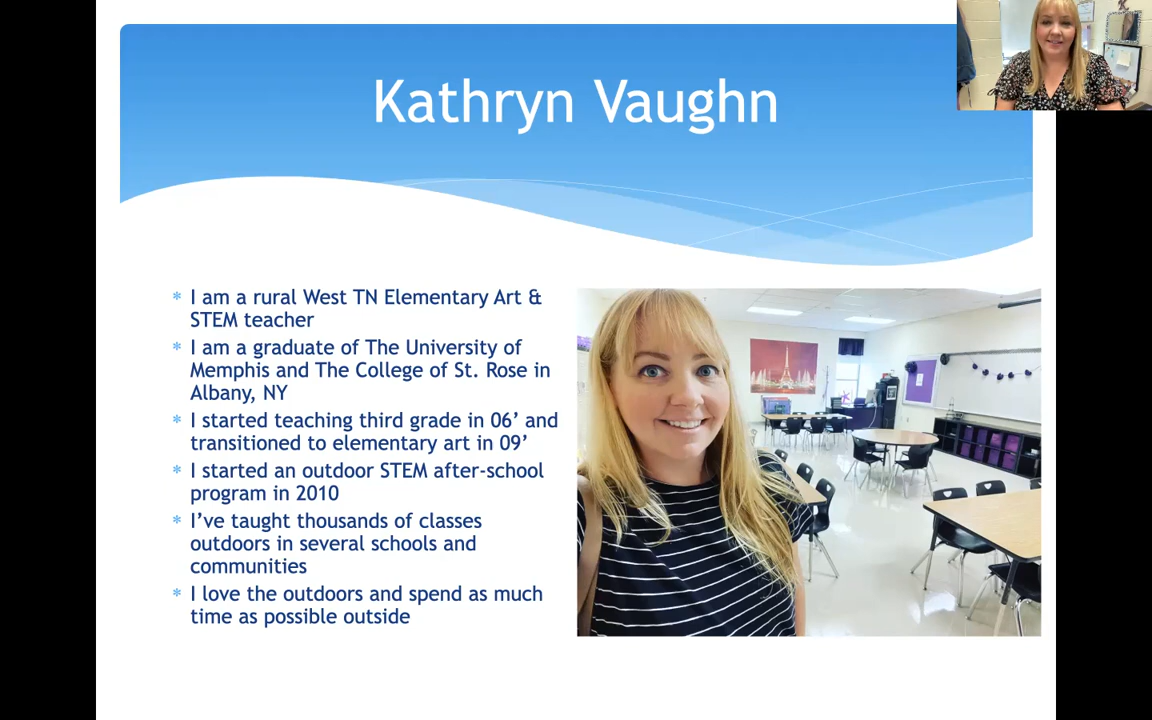 Kathryn Vaughn
* I am a rural West TN Elementary Art &
STEM teacher
* I am a graduate of The University of
Memphis and The College of St. Rose in
Albany, NY
* I started teaching third grade in 06’ and
transitioned to elementary art in 09’
* I started an outdoor STEM after-school
program in 2010
* I’ve taught thousands of classes
outdoors in several schools and
communities
* I love the outdoors and spend as much
time as possible outside